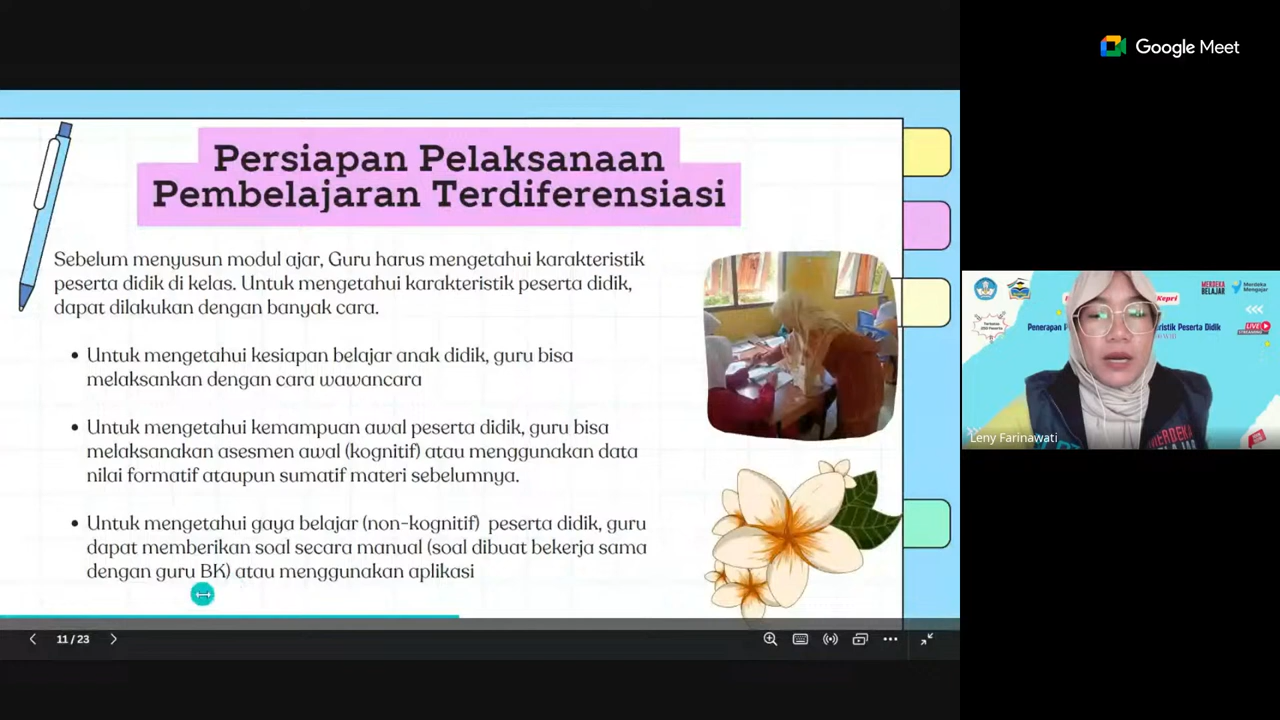 Google Meet
Persiapan Pelaksanaan
Pembelajaran Terdiferensiasi
Sebelum menyusun modul ajar, Guru harus mengetahui karakteristik
peserta didik di kelas. Untuk mengetahui karakteristik peserta didik,
dapat dilakukan dengan banyak cara.
Untuk mengetahui kesiapan belajar anak didik, guru bisa
melaksankan dengan cara wawancara
Untuk mengetahui kemampuan awal peserta didik, guru bisa
melaksanakan asesmen awal (kognitif) atau menggunakan data
nilai formatif ataupun sumatif materi sebelumnya.
Untuk mengetahui gaya belajar (non-kognitif) peserta didik, guru
dapat memberikan soal secara manual (soal dibuat bekerja sama
dengan guru BK) atau menggunakan aplikasi
11 / 23
Kepri
MERDEKA
BELAJAR
Merdeka
Mengajar
Penerapan
Peserta Didik
LIVE
MERDEKA
Leny Farinawati